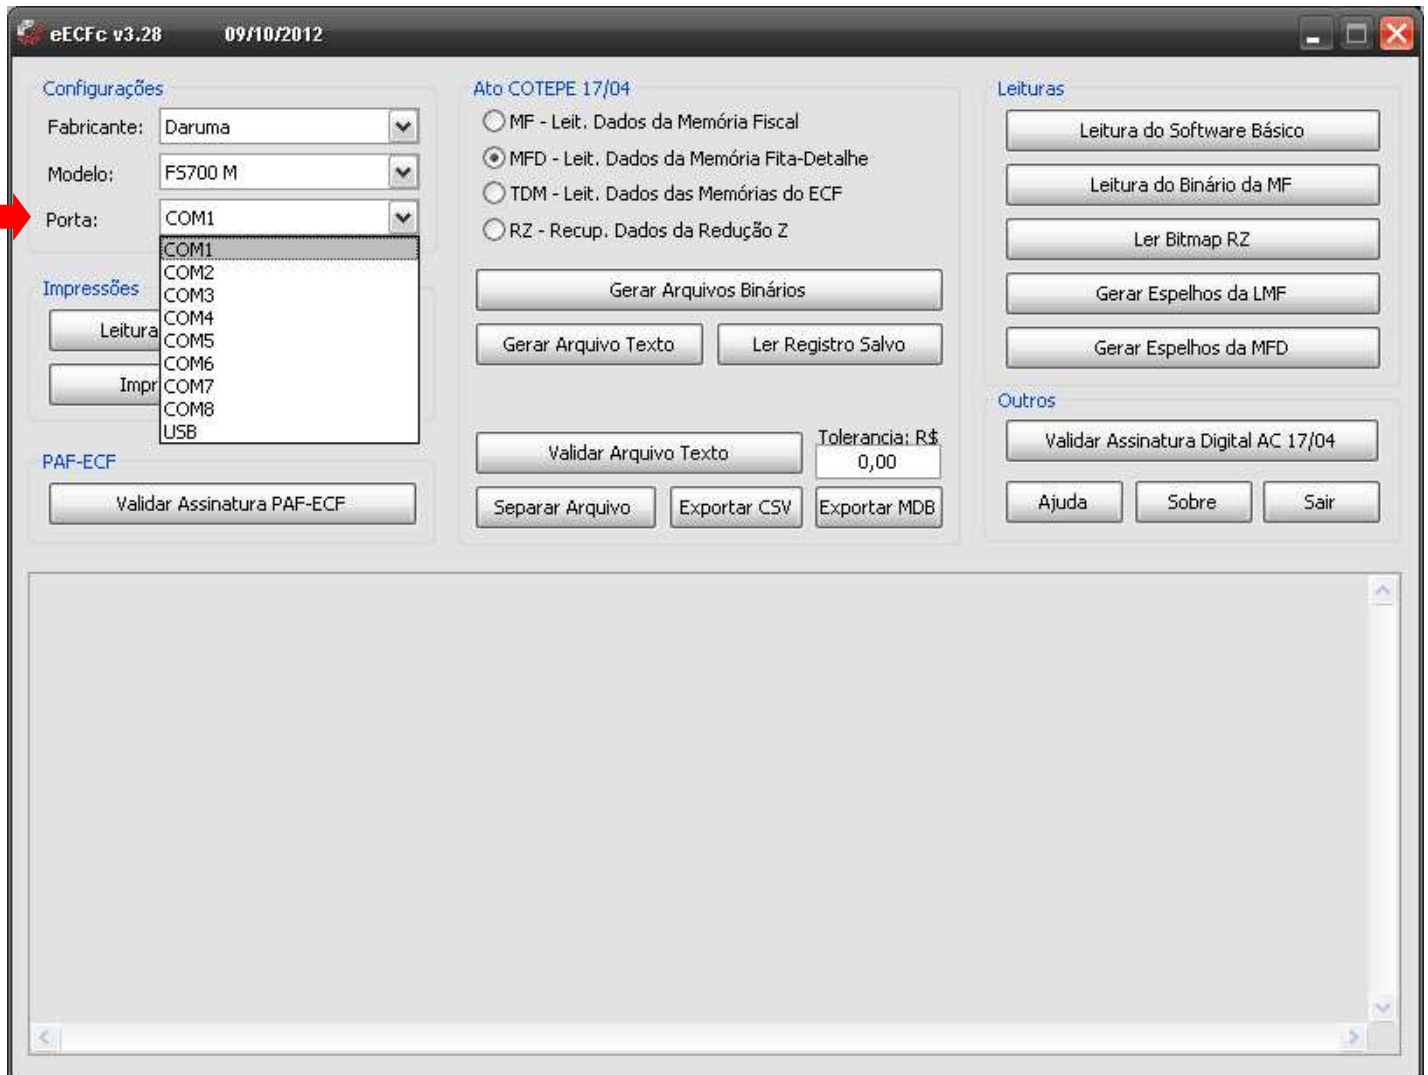 eECFc v3.28 09/10/2012
Configurações
Fabricante: Daruma
Modelo: FS700 M
Porta: COM1
COM1
COM2
COM3
COM4
COM5
COM6
COM7
COM8
USB
Impressões
Leitura
Impr
PAF-ECF
Validar Assinatura PAF-ECF
Ato COTEPE 17/04
MF - Leit. Dados da Memória Fiscal
MFD - Leit. Dados da Memória Fita-Detalhe
TDM - Leit. Dados das Memórias do ECF
RZ - Recup. Dados da Redução Z
Gerar Arquivos Binários
Gerar Arquivo Texto Ler Registro Salvo
Tolerancia: R$
Validar Arquivo Texto 0,00
Separar Arquivo Exportar CSV Exportar MDB
Leituras
Leitura do Software Básico
Leitura do Binário da MF
Ler Bitmap RZ
Gerar Espelhos da LMF
Gerar Espelhos da MFD
Outros
Validar Assinatura Digital AC 17/04
Ajuda Sobre Sair